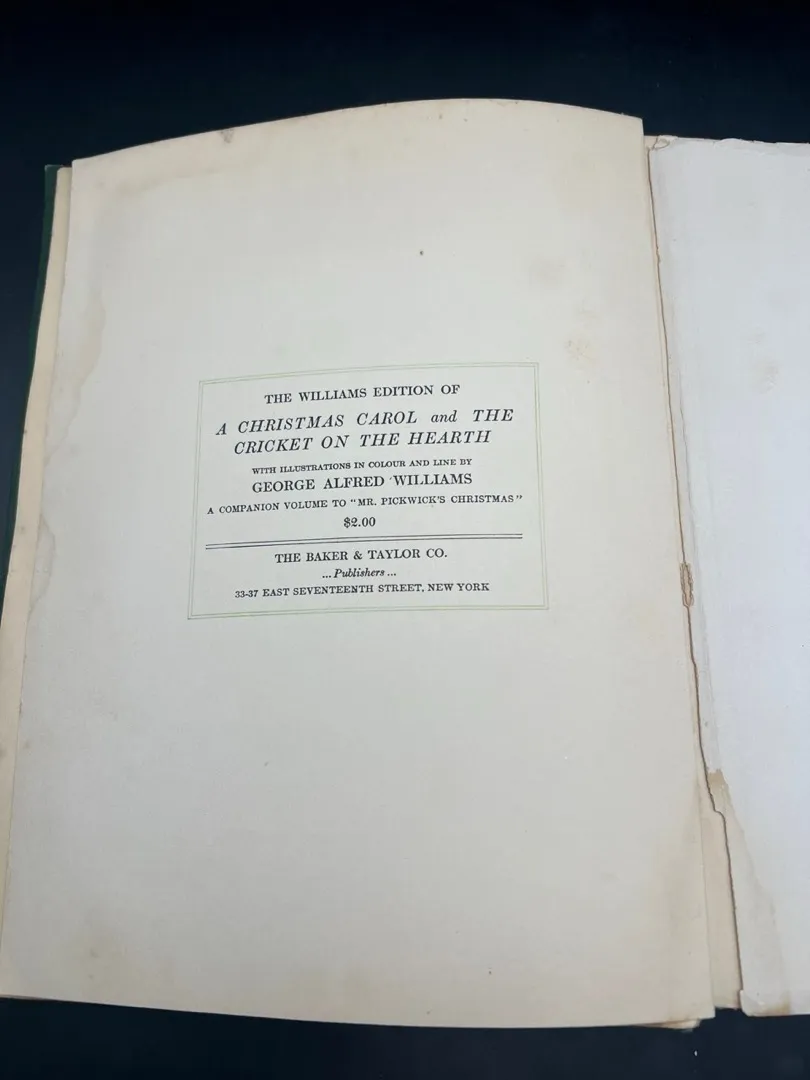 THE WILLIAMS EDITION OF
A CHRISTMAS CAROL and THE
CRICKET ON THE HEARTH
WITH ILLUSTRATIONS IN COLOUR AND LINE BY
GEORGE ALFRED WILLIAMS
A COMPANION VOLUME TO "MR. PICKWICK'S CHRISTMAS"
$2.00
THE BAKER & TAYLOR CO.
... Publishers ...
33-37 EAST SEVENTEENTH STREET, NEW YORK